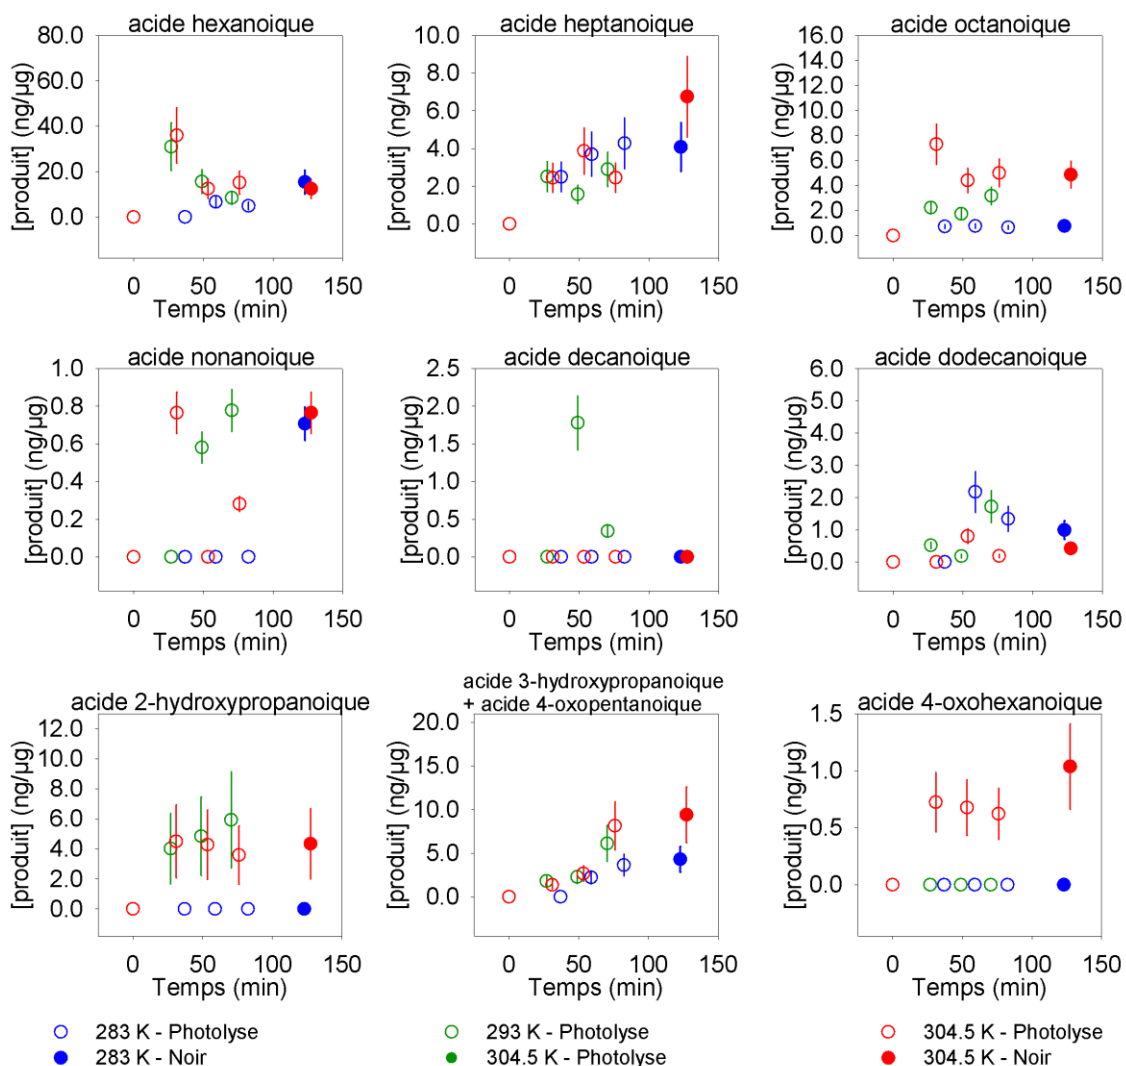 acide hexanoique
acide heptanoique
acide octanoique
[produit] (ng/µg)
80.0
60.0
40.0
20.0
0.0
0 50 100 150
Temps (min)
[produit] (ng/µg)
10.0
8.0
6.0
4.0
2.0
0.0
0 50 100 150
Temps (min)
[produit] (ng/µg)
16.0
14.0
12.0
10.0
8.0
6.0
4.0
2.0
0.0
0 50 100 150
Temps (min)
acide nonanoique
acide decanoique
acide dodecanoique
[produit] (ng/µg)
1.0
0.8
0.6
0.4
0.2
0.0
0 50 100 150
Temps (min)
[produit] (ng/µg)
2.5
2.0
1.5
1.0
0.5
0.0
0 50 100 150
Temps (min)
[produit] (ng/µg)
6.0
5.0
4.0
3.0
2.0
1.0
0.0
0 50 100 150
Temps (min)
acide 2-hydroxypropanoique
acide 3-hydroxypropanoique
+ acide 4-oxopentanoique
acide 4-oxohexanoique
[produit] (ng/µg)
12.0
10.0
8.0
6.0
4.0
2.0
0.0
0 50 100 150
Temps (min)
[produit] (ng/µg)
20.0
15.0
10.0
5.0
0.0
0 50 100 150
Temps (min)
[produit] (ng/µg)
1.5
1.0
0.5
0.0
0 50 100 150
Temps (min)
283 K - Photolyse
293 K - Photolyse
304.5 K - Photolyse
283 K - Noir
304.5 K - Photolyse
304.5 K - Noir